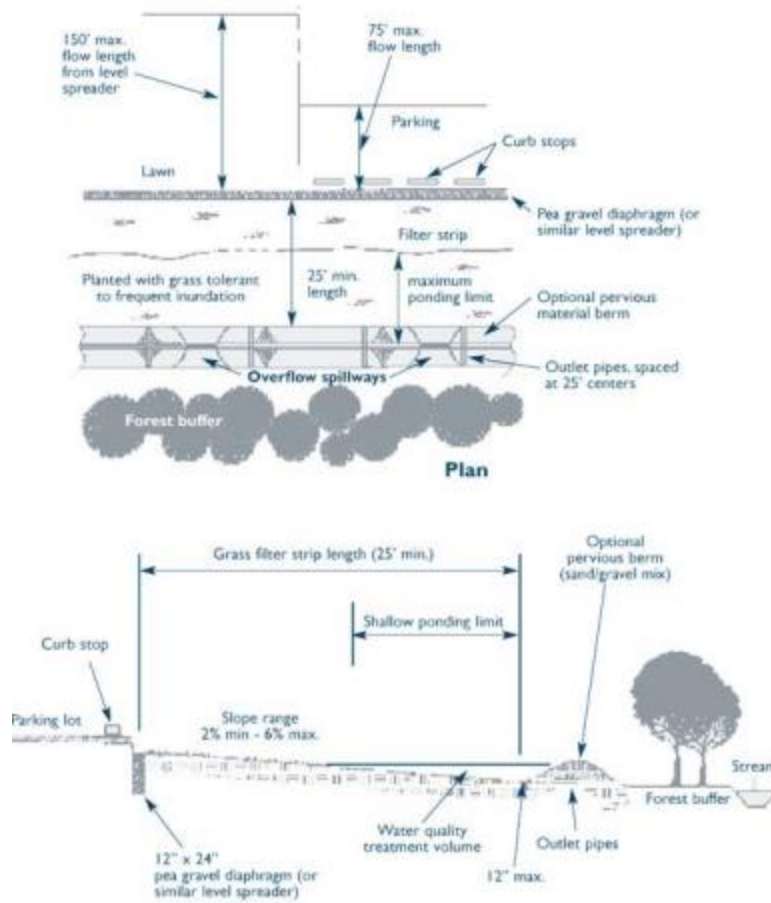 150' max.
flow length
from level
spreader
75' max.
flow length
Parking
Curb stops
Lawn
Pea gravel diaphragm (or
similar level spreader)
Filter strip
Planted with grass tolerant
to frequent inundation
25' min.
length
maximum
ponding limit
Optional pervious
material berm
Overflow spillways
Outlet pipes, spaced
at 25' centers
Forest buffer
Plan
Optional
pervious berm
(sand/gravel mix)
Grass filter strip length (25' min.)
Shallow ponding limit
Curb stop
Parking lot
Slope range
2% min - 6% max.
Stream
Forest buffer
Water quality
treatment volume
Outlet pipes
12" max.
12" x 24"
pea gravel diaphragm (or
similar level spreader)